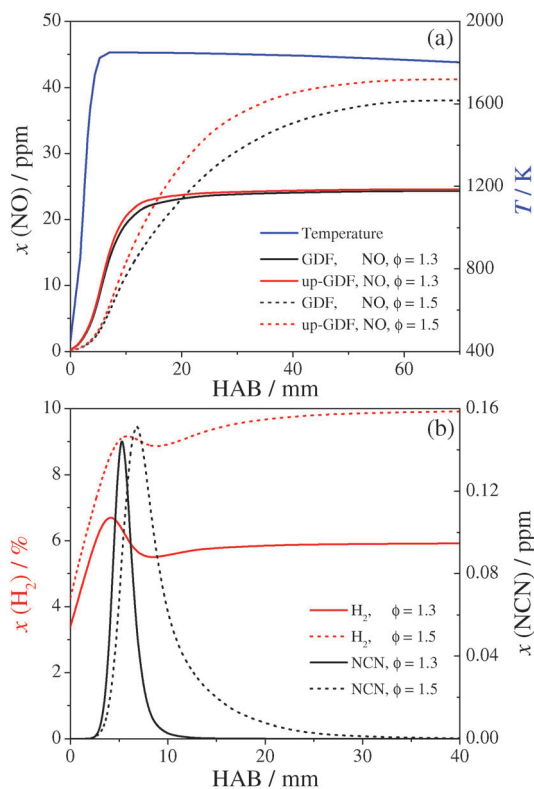 (a)
x (NO) / ppm
50
40
30
20
10
0
2000
1600
1200
800
400
T / K
Temperature
GDF, NO, ϕ = 1.3
up-GDF, NO, ϕ = 1.3
GDF, NO, ϕ = 1.5
up-GDF, NO, ϕ = 1.5
0 20 40 60
HAB / mm
(b)
x (H2) / %
10
8
6
4
2
0
0.16
0.12
0.08
0.04
0.00
x (NCN) / ppm
H2, ϕ = 1.3
H2, ϕ = 1.5
NCN, ϕ = 1.3
NCN, ϕ = 1.5
0 10 20 30 40
HAB / mm